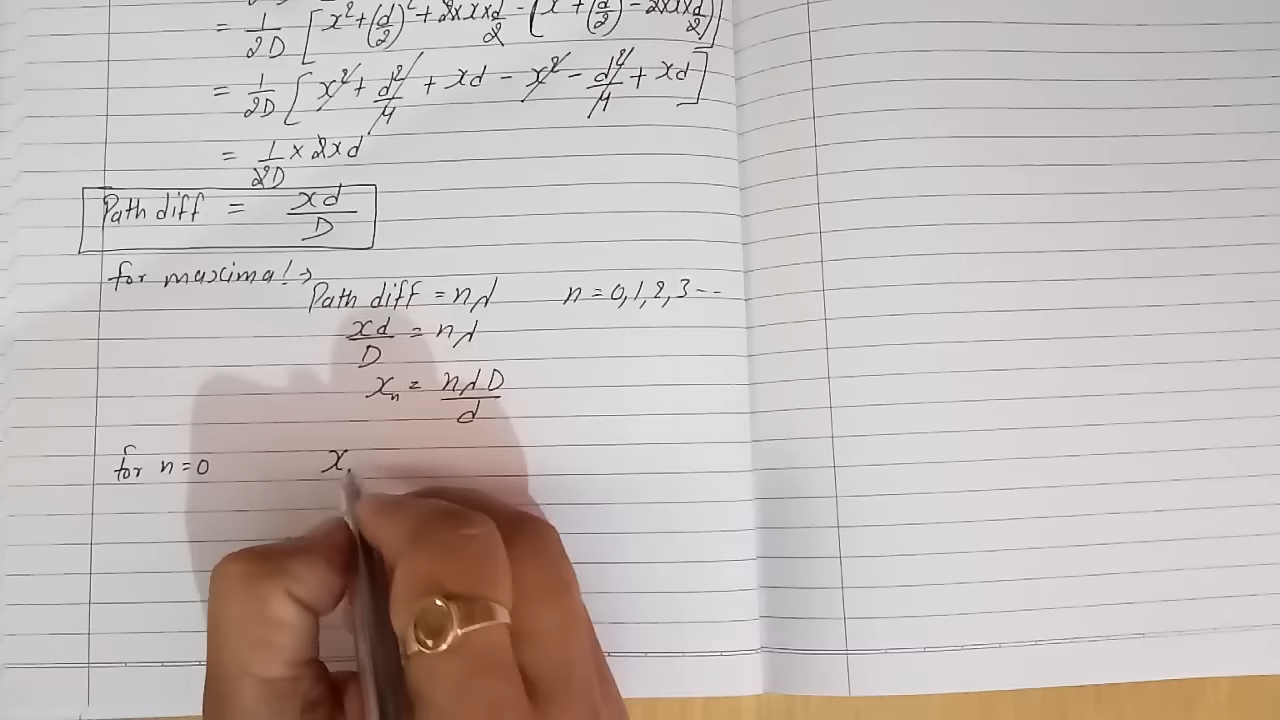 = 1/2D [x² + (d/2)² + 2×x×d/2 - (x² + (d/2)² - 2×x×d/2)]
= 1/2D [x² + d²/4 + xd - x² - d²/4 + xd]
= 1/2D × 2xd
Path diff = xd/D
for maxima! →
Path diff = nλ n = 0,1,2,3--
xd/D = nλ
xₙ = nλD/d
for n = 0 x